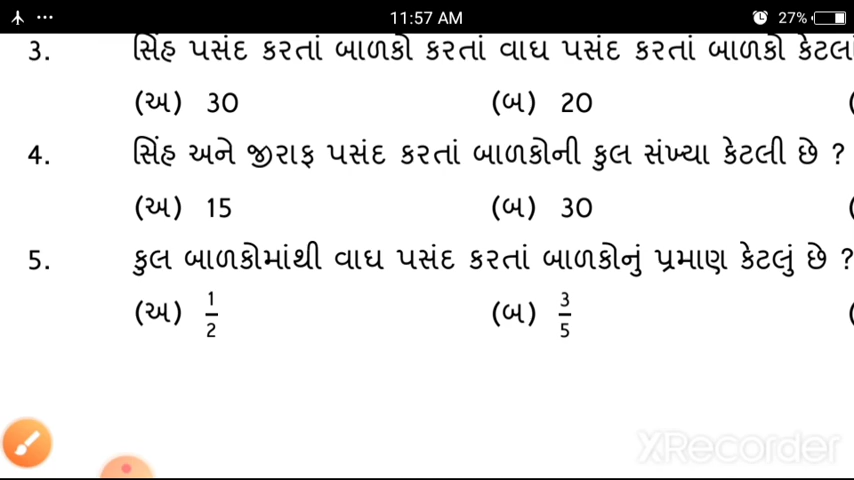 11:57 AM 27%
3. સિંહ પસંદ કરતાં બાળકો કરતાં વાઘ પસંદ કરતાં બાળકો કેટલાં
(અ) 30 (બ) 20 (
4. સિંહ અને જીરાફ પસંદ કરતાં બાળકોની કુલ સંખ્યા કેટલી છે ?
(અ) 15 (બ) 30 (
5. કુલ બાળકોમાંથી વાઘ પસંદ કરતાં બાળકોનું પ્રમાણ કેટલું છે ?
(અ) 1/2 (બ) 3/5 (
XRecorder